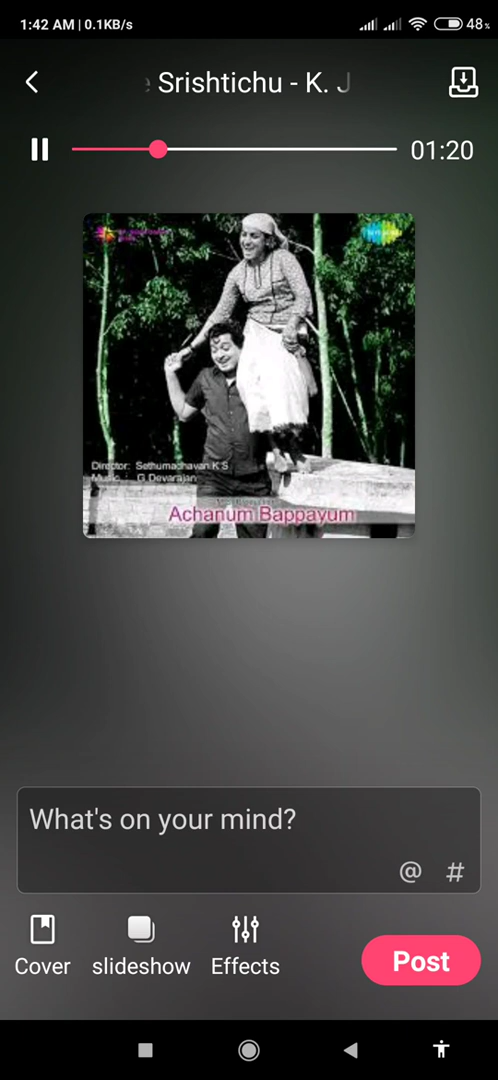 1:42 AM | 0.1KB/s
48%
Srishtichu - K. J
01:20
Director: Sethumadhavan K S
Music : G Devarajan
Achanum Bappayum
What's on your mind?
@ #
Cover
slideshow
Effects
Post